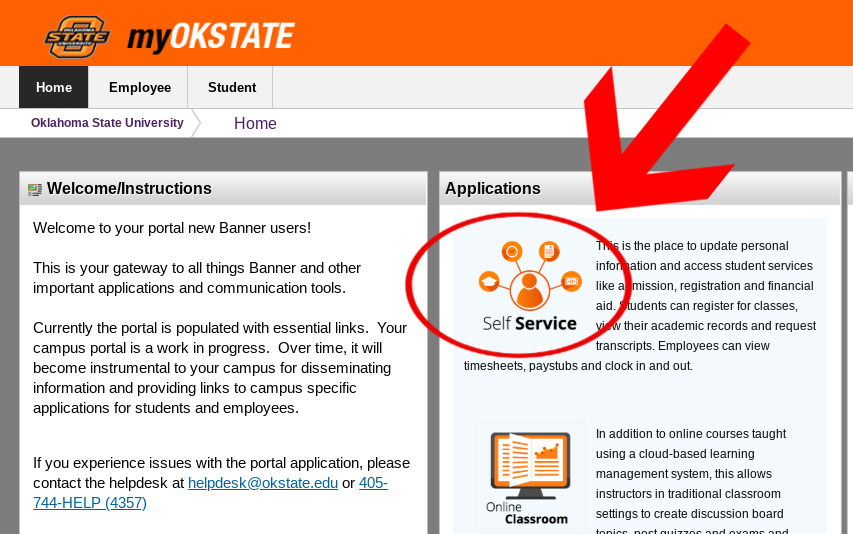 OKLAHOMA
STATE
UNIVERSITY
myOKSTATE
Home Employee Student
Oklahoma State University Home
Welcome/Instructions
Welcome to your portal new Banner users!
This is your gateway to all things Banner and other
important applications and communication tools.
Currently the portal is populated with essential links. Your
campus portal is a work in progress. Over time, it will
become instrumental to your campus for disseminating
information and providing links to campus specific
applications for students and employees.
If you experience issues with the portal application, please
contact the helpdesk at helpdesk@okstate.edu or 405-
744-HELP (4357)
Applications
Self Service
This is the place to update personal
information and access student services
like admission, registration and financial
aid. Students can register for classes,
view their academic records and request
transcripts. Employees can view
timesheets, paystubs and clock in and out.
Online
Classroom
In addition to online courses taught
using a cloud-based learning
management system, this allows
instructors in traditional classroom
settings to create discussion board
topics, post quizzes and exams and